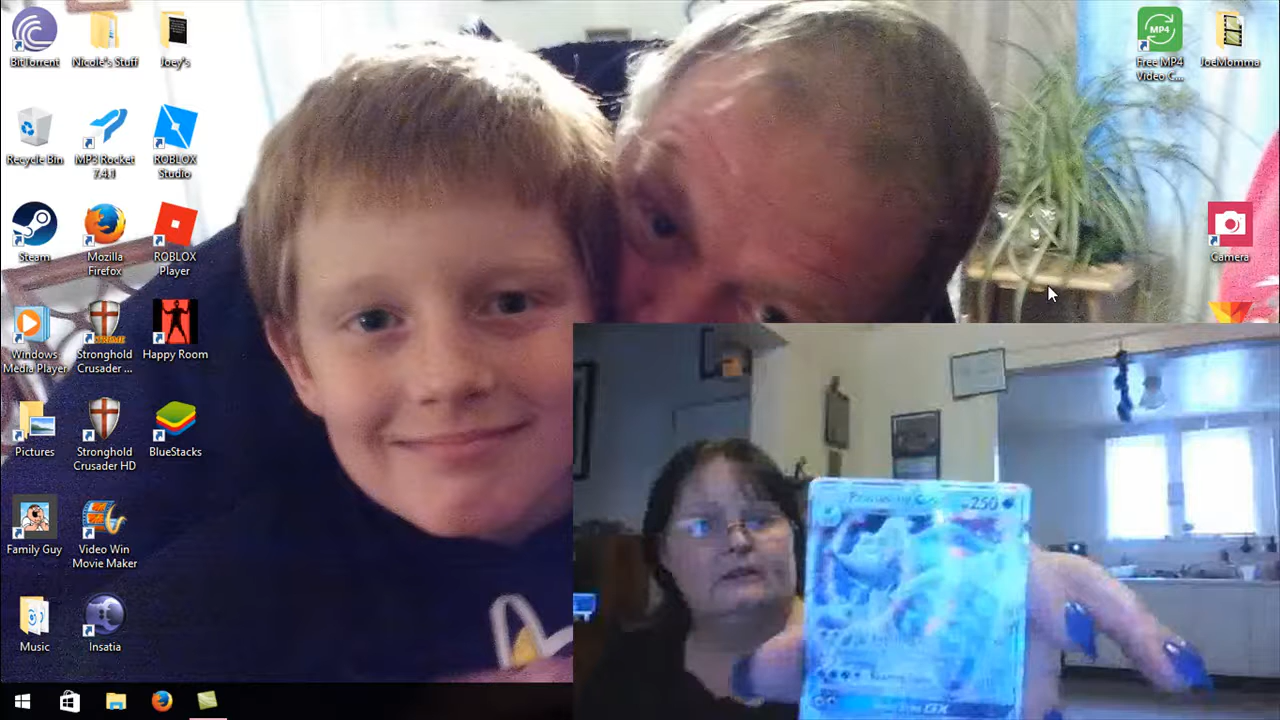 BitTorrent
Nicole's Stuff
Joey's
Free MP4
Video C...
JoeMomma
MP4
Recycle Bin
MP3 Rocket
7.4.1
ROBLOX
Studio
Steam
Mozilla
Firefox
ROBLOX
Player
Camera
Windows
Media Player
Stronghold
Crusader ...
Happy Room
Pictures
Stronghold
Crusader HD
BlueStacks
Family Guy
Video Win
Movie Maker
Music
Insatia
250
GX